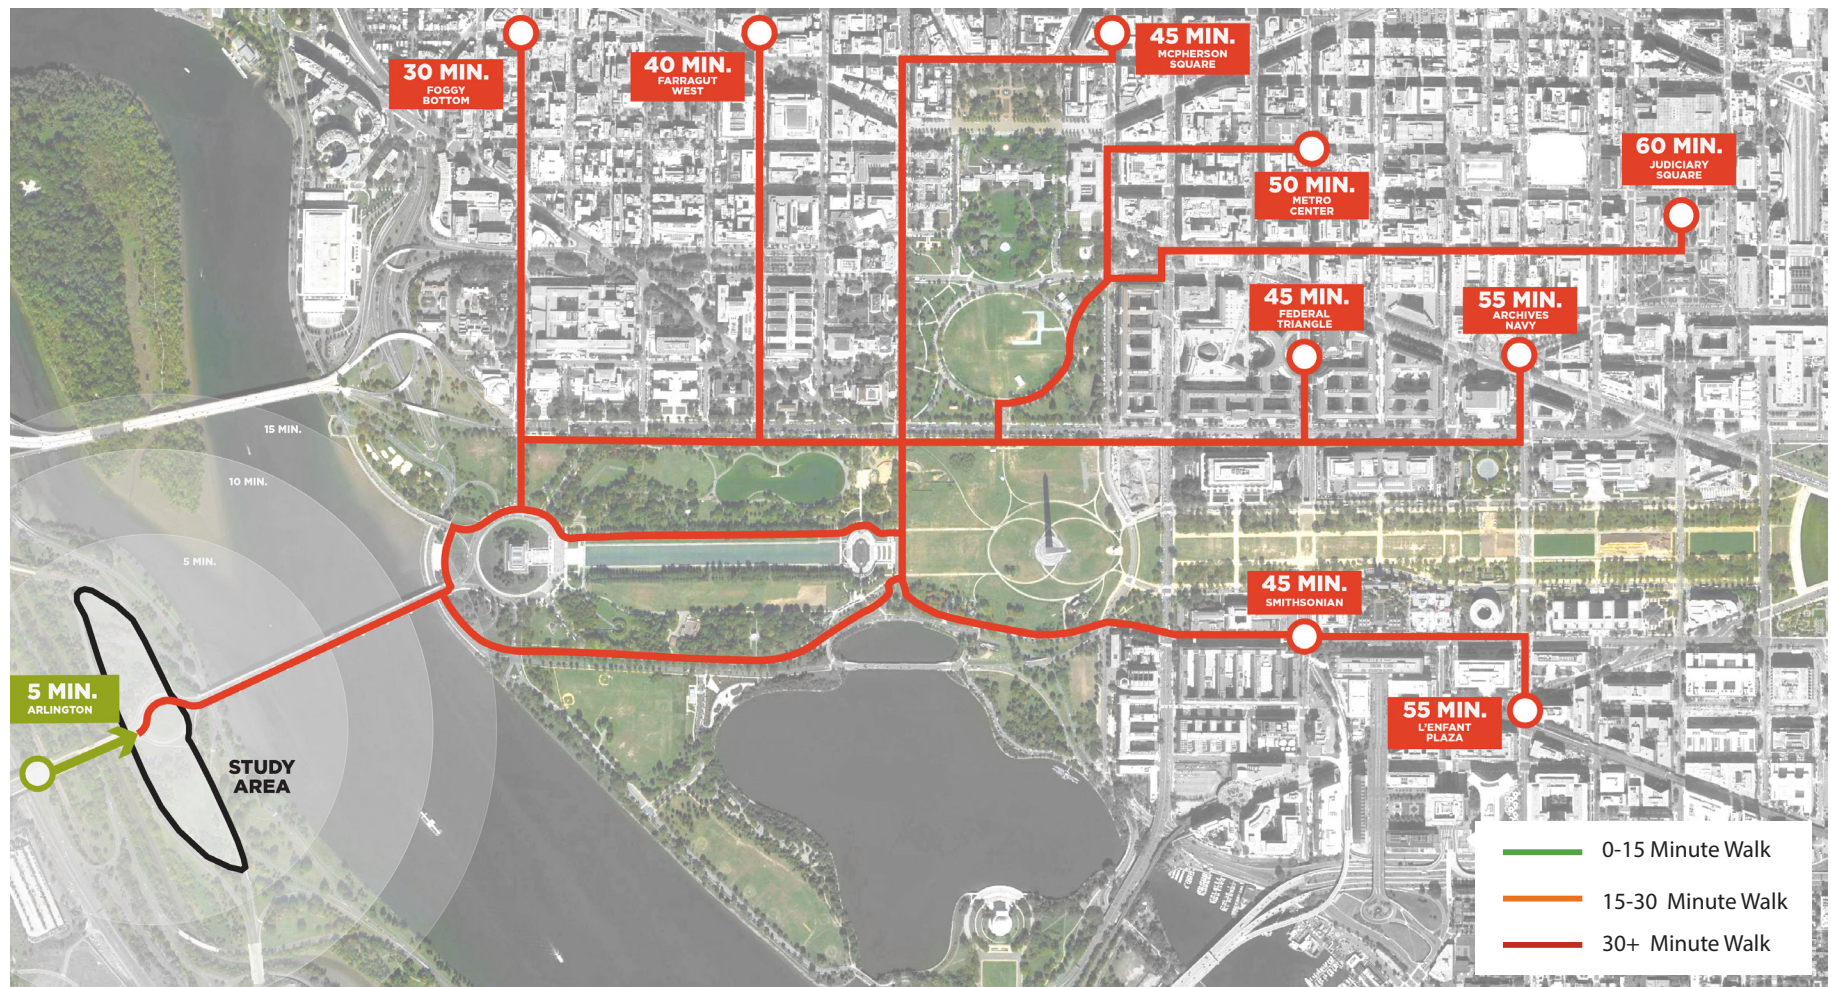 30 MIN.
FOGGY
BOTTOM
40 MIN.
FARRAGUT
WEST
45 MIN.
MCPHERSON
SQUARE
50 MIN.
METRO
CENTER
60 MIN.
JUDICIARY
SQUARE
45 MIN.
FEDERAL
TRIANGLE
55 MIN.
ARCHIVES
NAVY
15 MIN.
10 MIN.
5 MIN.
45 MIN.
SMITHSONIAN
5 MIN.
ARLINGTON
55 MIN.
L'ENFANT
PLAZA
STUDY
AREA
0-15 Minute Walk
15-30 Minute Walk
30+ Minute Walk